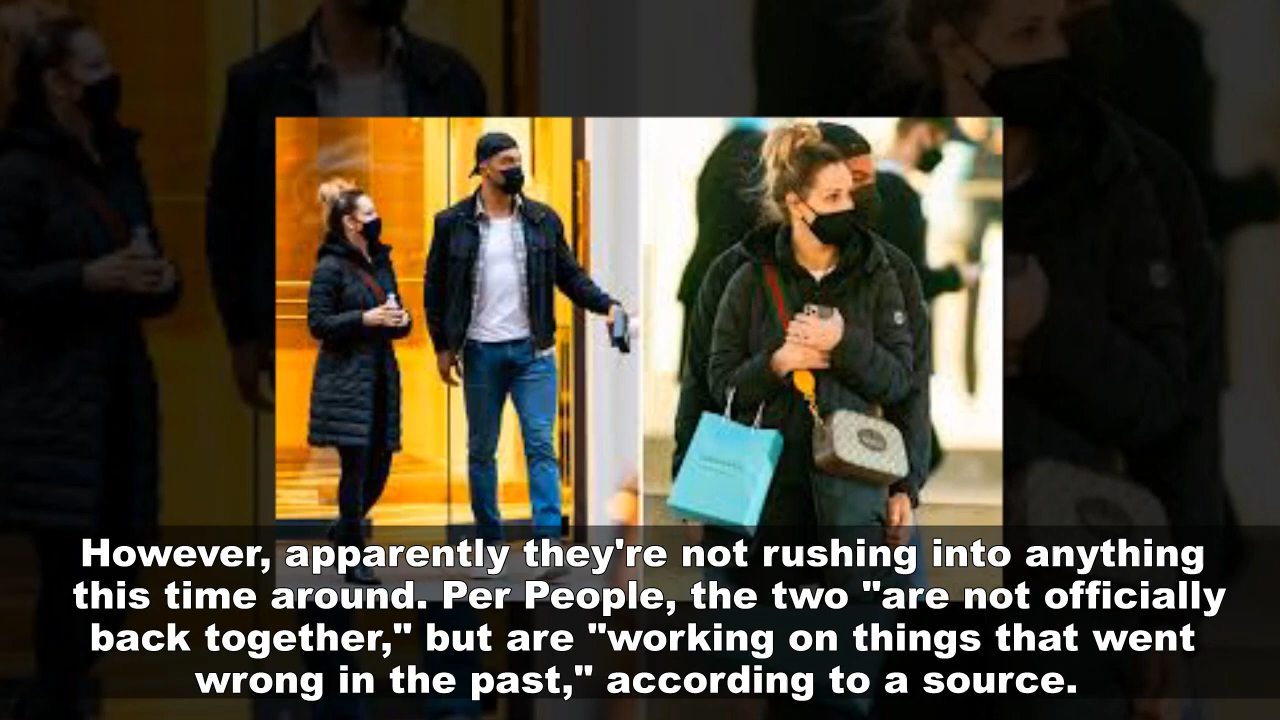 However, apparently they're not rushing into anything
this time around. Per People, the two "are not officially
back together," but are "working on things that went
wrong in the past," according to a source.